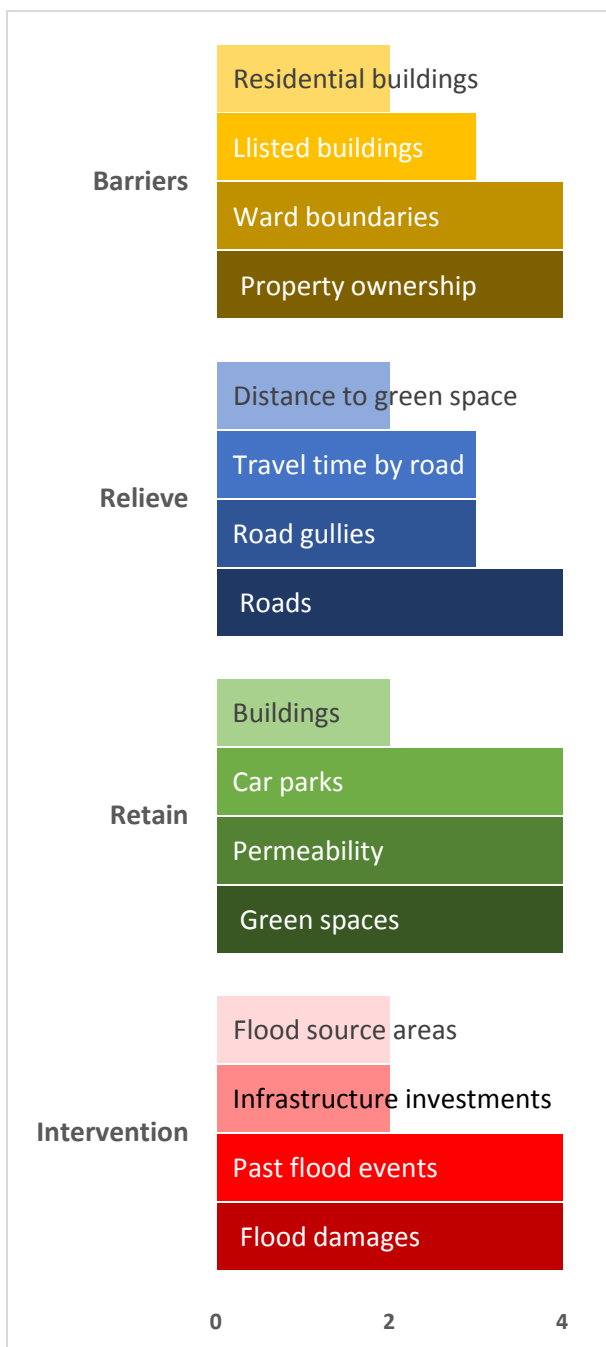 Barriers
Residential buildings
Llisted buildings
Ward boundaries
Property ownership
Relieve
Distance to green space
Travel time by road
Road gullies
Roads
Retain
Buildings
Car parks
Permeability
Green spaces
Intervention
Flood source areas
Infrastructure investments
Past flood events
Flood damages
0 2 4